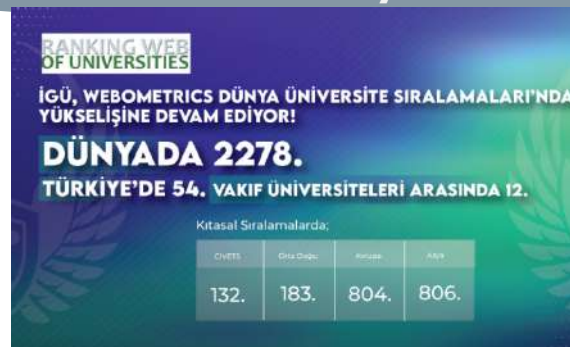 RANKING WEB
OF UNIVERSITIES
İGÜ, WEBOMETRICS DÜNYA ÜNİVERSİTE SIRALAMALARI'NDA
YÜKSELİŞİNE DEVAM EDİYOR!
DÜNYADA 2278.
TÜRKİYE'DE 54. VAKIF ÜNİVERSİTELERİ ARASINDA 12.
Kıtasal Sıralamalarda;
CIVETS Orta Doğu Avrupa
132. 183. 804. 806.